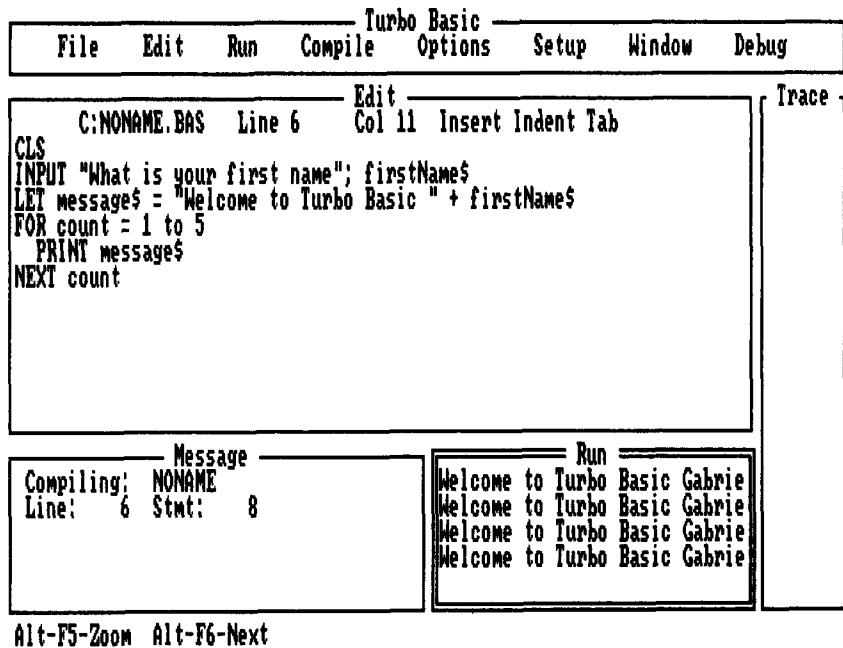 Turbo Basic
File Edit Run Compile Options Setup Window Debug
Edit
C:NONAME.BAS Line 6 Col 11 Insert Indent Tab
CLS
INPUT "What is your first name"; firstName$
LET message$ = "Welcome to Turbo Basic " + firstName$
FOR count = 1 to 5
PRINT message$
NEXT count
Trace
Message
Compiling: NONAME
Line: 6 Stmt: 8
Run
Welcome to Turbo Basic Gabrie
Welcome to Turbo Basic Gabrie
Welcome to Turbo Basic Gabrie
Welcome to Turbo Basic Gabrie
Alt-F5-Zoom Alt-F6-Next